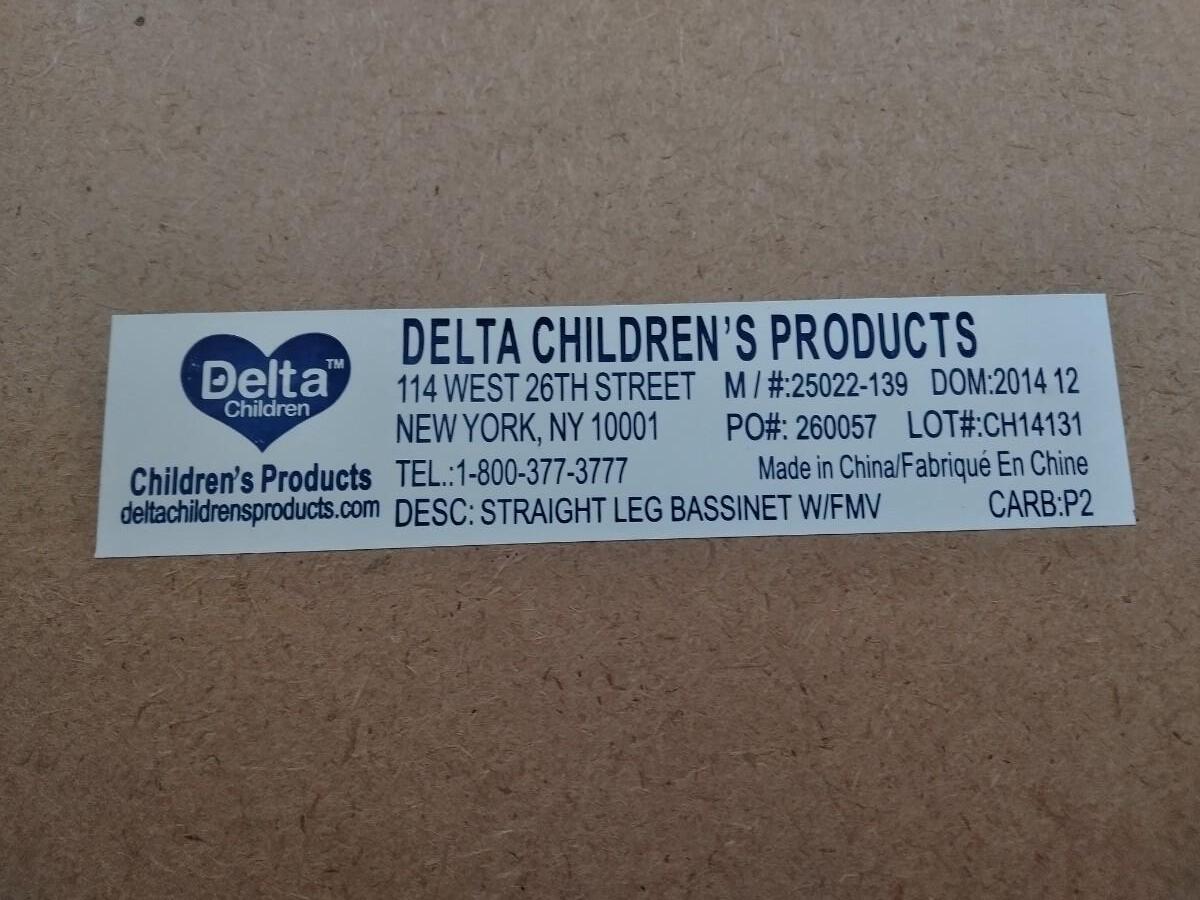 Delta™
Children
Children's Products
deltachildrensproducts.com
DELTA CHILDREN'S PRODUCTS
114 WEST 26TH STREET M / #:25022-139 DOM:2014 12
NEW YORK, NY 10001 PO#: 260057 LOT#:CH14131
TEL.:1-800-377-3777 Made in China/Fabriqué En Chine
DESC: STRAIGHT LEG BASSINET W/FMV CARB:P2